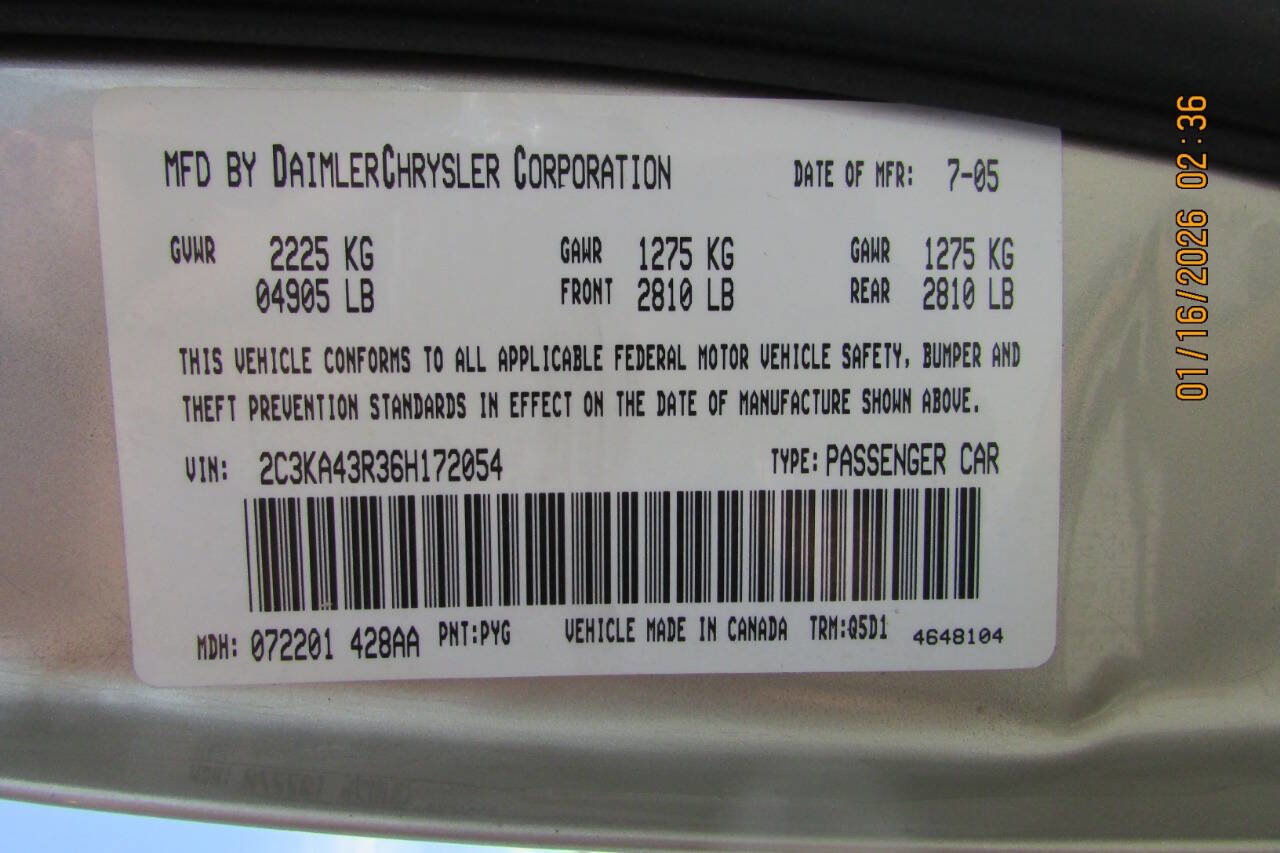 MFD BY DAIMLERCHRYSLER CORPORATION DATE OF MFR: 7-05
GVWR 2225 KG GAWR 1275 KG GAWR 1275 KG
04905 LB FRONT 2810 LB REAR 2810 LB
THIS VEHICLE CONFORMS TO ALL APPLICABLE FEDERAL MOTOR VEHICLE SAFETY, BUMPER AND
THEFT PREVENTION STANDARDS IN EFFECT ON THE DATE OF MANUFACTURE SHOWN ABOVE.
VIN: 2C3KA43R36H172054 TYPE: PASSENGER CAR
MDH: 072201 428AA PNT:PYG VEHICLE MADE IN CANADA TRM:Q5D1 4648104
01/16/2026 02:36